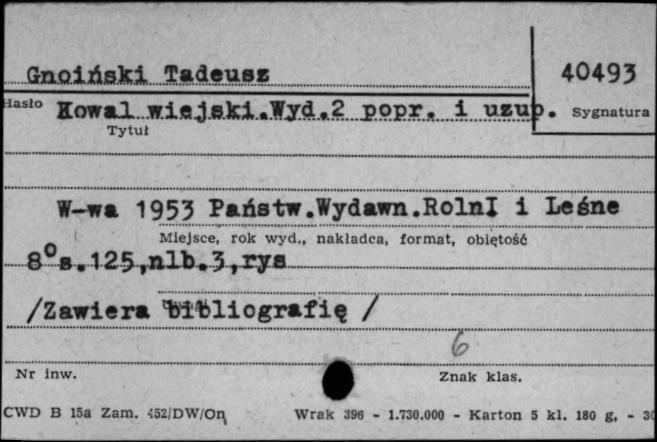 Gnoiński Tadeusz
40493
Hasło
Kowal wiejski.Wyd.2 popr. i uzup.
Sygnatura
Tytuł
W-wa 1953 Państw.Wydawn.RolnI i Leśne
Miejsce, rok wyd., nakładca, format, objętość
8° s.125,nlb.3,rys
/Zawiera bibliografię /
6
Nr inw.
Znak klas.
CWD B 15a Zam. 452/DW/On
Wrak 396 - 1.730.000 - Karton 5 kl. 180 g, - 30